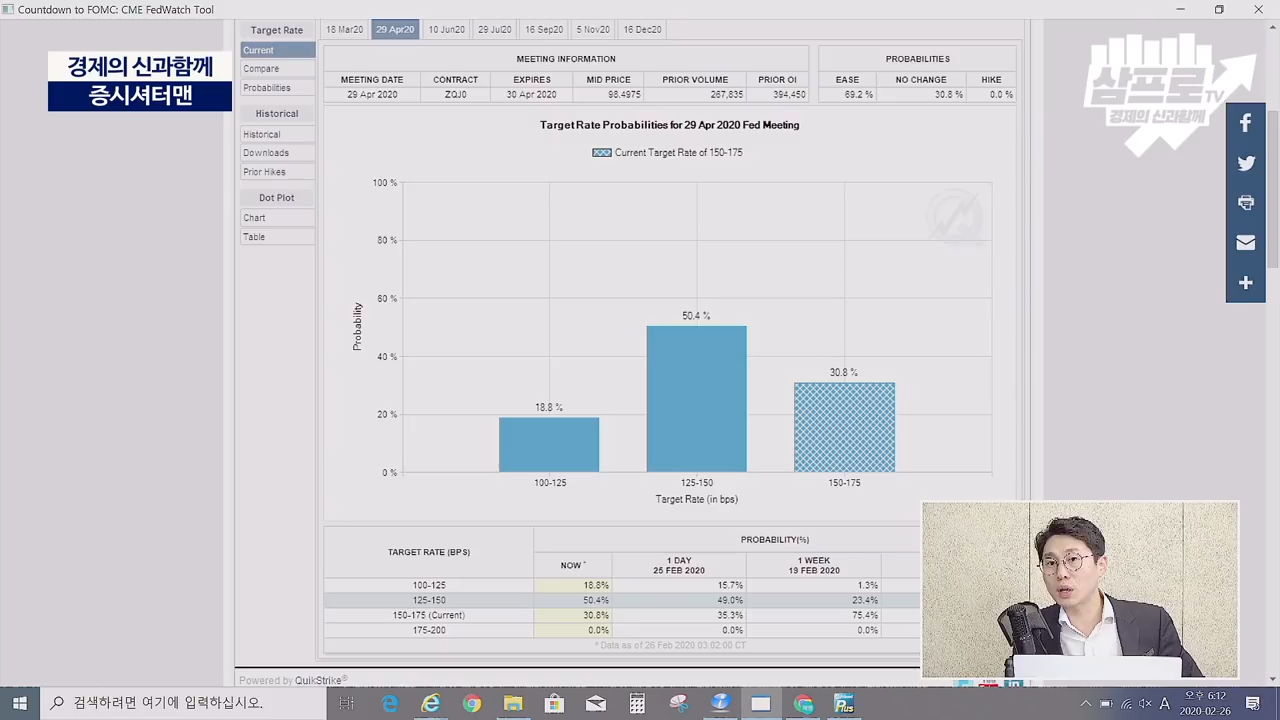 Countdown to FOMC: CME FedWatch Tool
경제의 신과함께
증시셔터맨
삼프로TV
경제의 신과함께
Target Rate
Current
Compare
Probabilities
Historical
Historical
Downloads
Prior Hikes
Dot Plot
Chart
Table
18 Mar20 29 Apr20 10 Jun20 29 Jul20 16 Sep20 5 Nov20 16 Dec20
MEETING INFORMATION PROBABILITIES
MEETING DATE CONTRACT EXPIRES MID PRICE PRIOR VOLUME PRIOR OI EASE NO CHANGE HIKE
29 Apr 2020 ZQJ0 30 Apr 2020 98.4975 267,835 394,452 69.2 % 30.8 % 0.0 %
Target Rate Probabilities for 29 Apr 2020 Fed Meeting
Current Target Rate of 150-175
Probability
100 %
80 %
60 %
40 %
20 %
0 %
18.8 %
50.4 %
30.8 %
100-125 125-150 150-175
Target Rate (in bps)
TARGET RATE (BPS) PROBABILITY(%)
NOW * 1 DAY 25 FEB 2020 1 WEEK 19 FEB 2020
100-125 18.8% 15.7% 1.3%
125-150 50.4% 49.0% 23.4%
150-175 (Current) 30.8% 35.3% 75.4%
175-200 0.0% 0.0% 0.0%
* Data as of 26 Feb 2020 03:02:00 CT
Powered by QuikStrike®
검색하려면 여기에 입력하십시오.
A
오후 6:12
2020-02-26